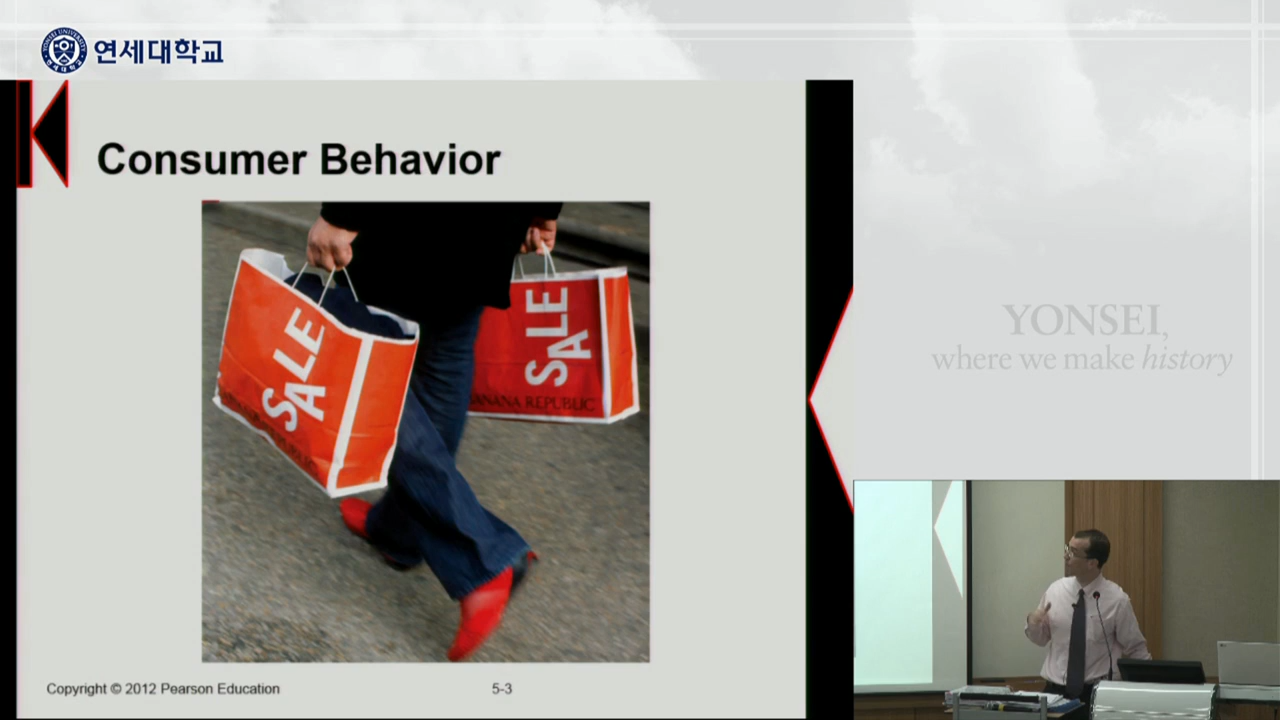 연세대학교
Consumer Behavior
SALE
SALE
BANANA REPUBLIC
Copyright © 2012 Pearson Education
5-3
YONSEI,
where we make history